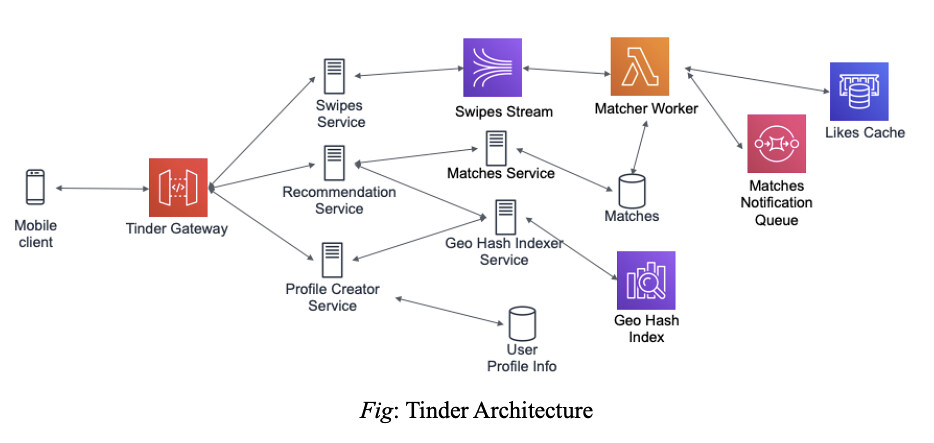 Swipes
Service
Swipes Stream
Matcher Worker
Likes Cache
Mobile
client
Tinder Gateway
Recommendation
Service
Matches Service
Matches
Matches
Notification
Queue
Geo Hash Indexer
Service
Profile Creator
Service
Geo Hash
Index
User
Profile Info
Fig: Tinder Architecture